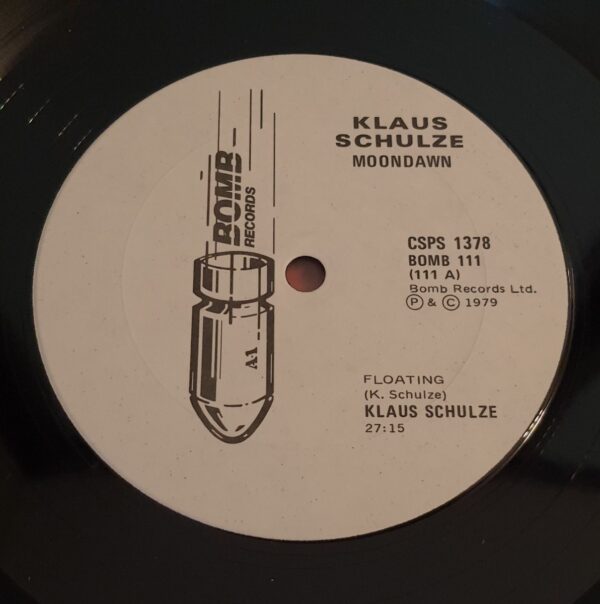 BOMB
RECORDS
A-1
KLAUS
SCHULZE
MOONDAWN
CSPS 1378
BOMB 111
(111 A)
Bomb Records Ltd.
Ⓟ & © 1979
FLOATING
(K. Schulze)
KLAUS SCHULZE
27:15